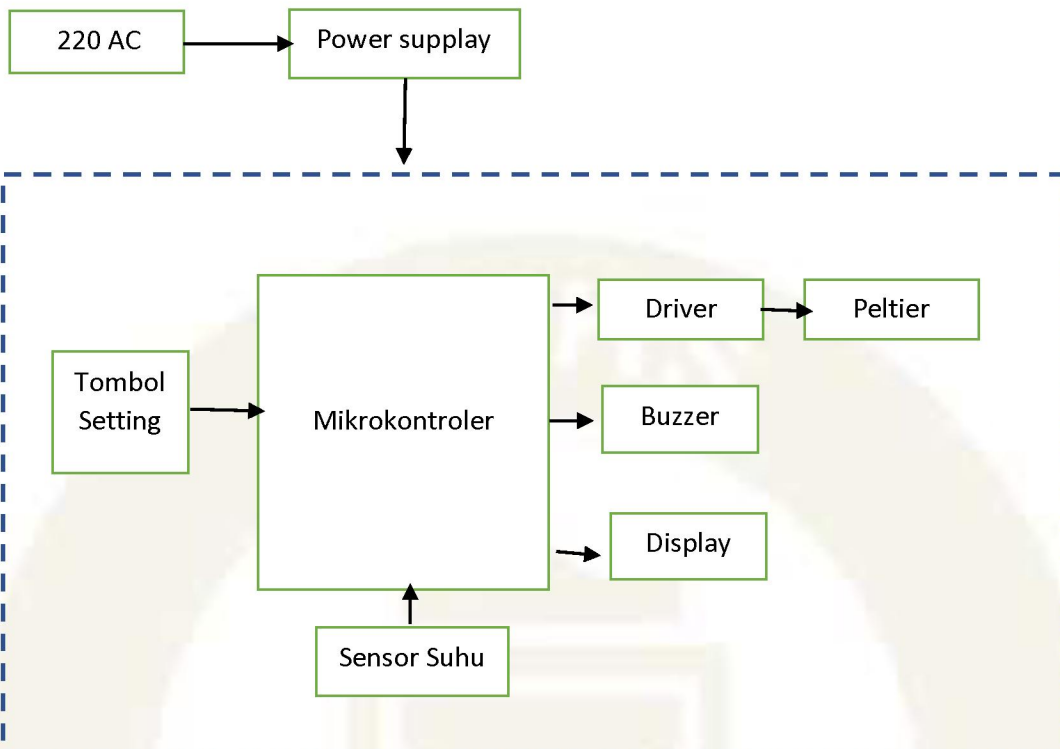 220 AC
Power supplay
Driver
Peltier
Tombol
Setting
Mikrokontroler
Buzzer
Display
Sensor Suhu